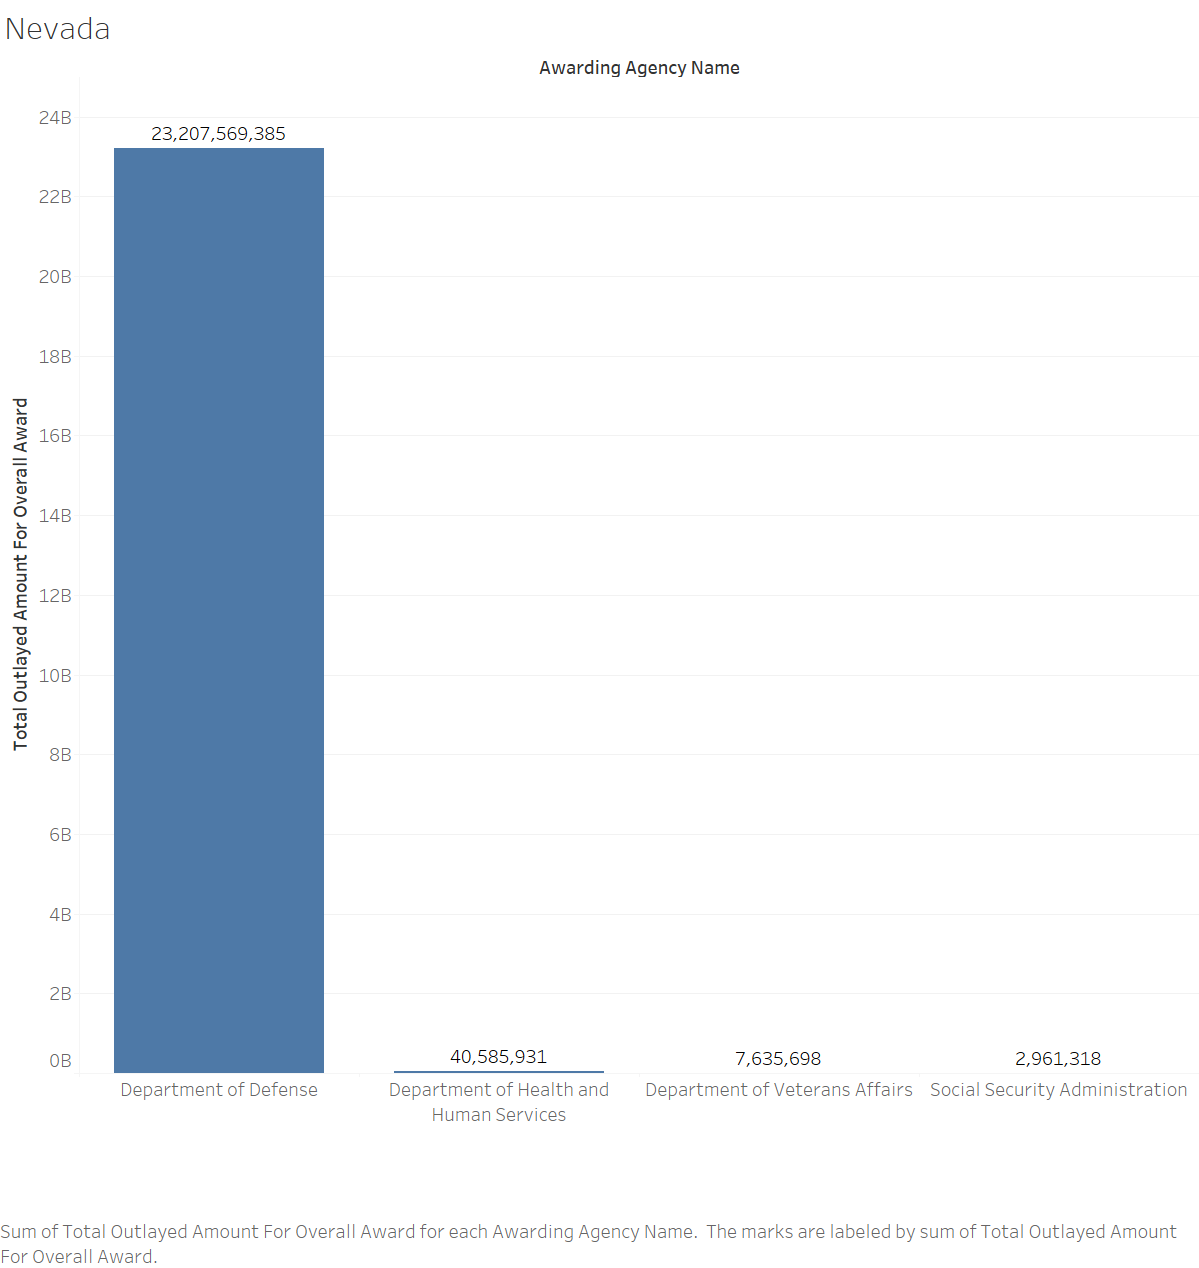 Nevada
Awarding Agency Name
Total Outlayed Amount For Overall Award
24B
22B
20B
18B
16B
14B
12B
10B
8B
6B
4B
2B
0B
23,207,569,385
40,585,931
7,635,698
2,961,318
Department of Defense
Department of Health and
Human Services
Department of Veterans Affairs
Social Security Administration
Sum of Total Outlayed Amount For Overall Award for each Awarding Agency Name.  The marks are labeled by sum of Total Outlayed Amount
For Overall Award.